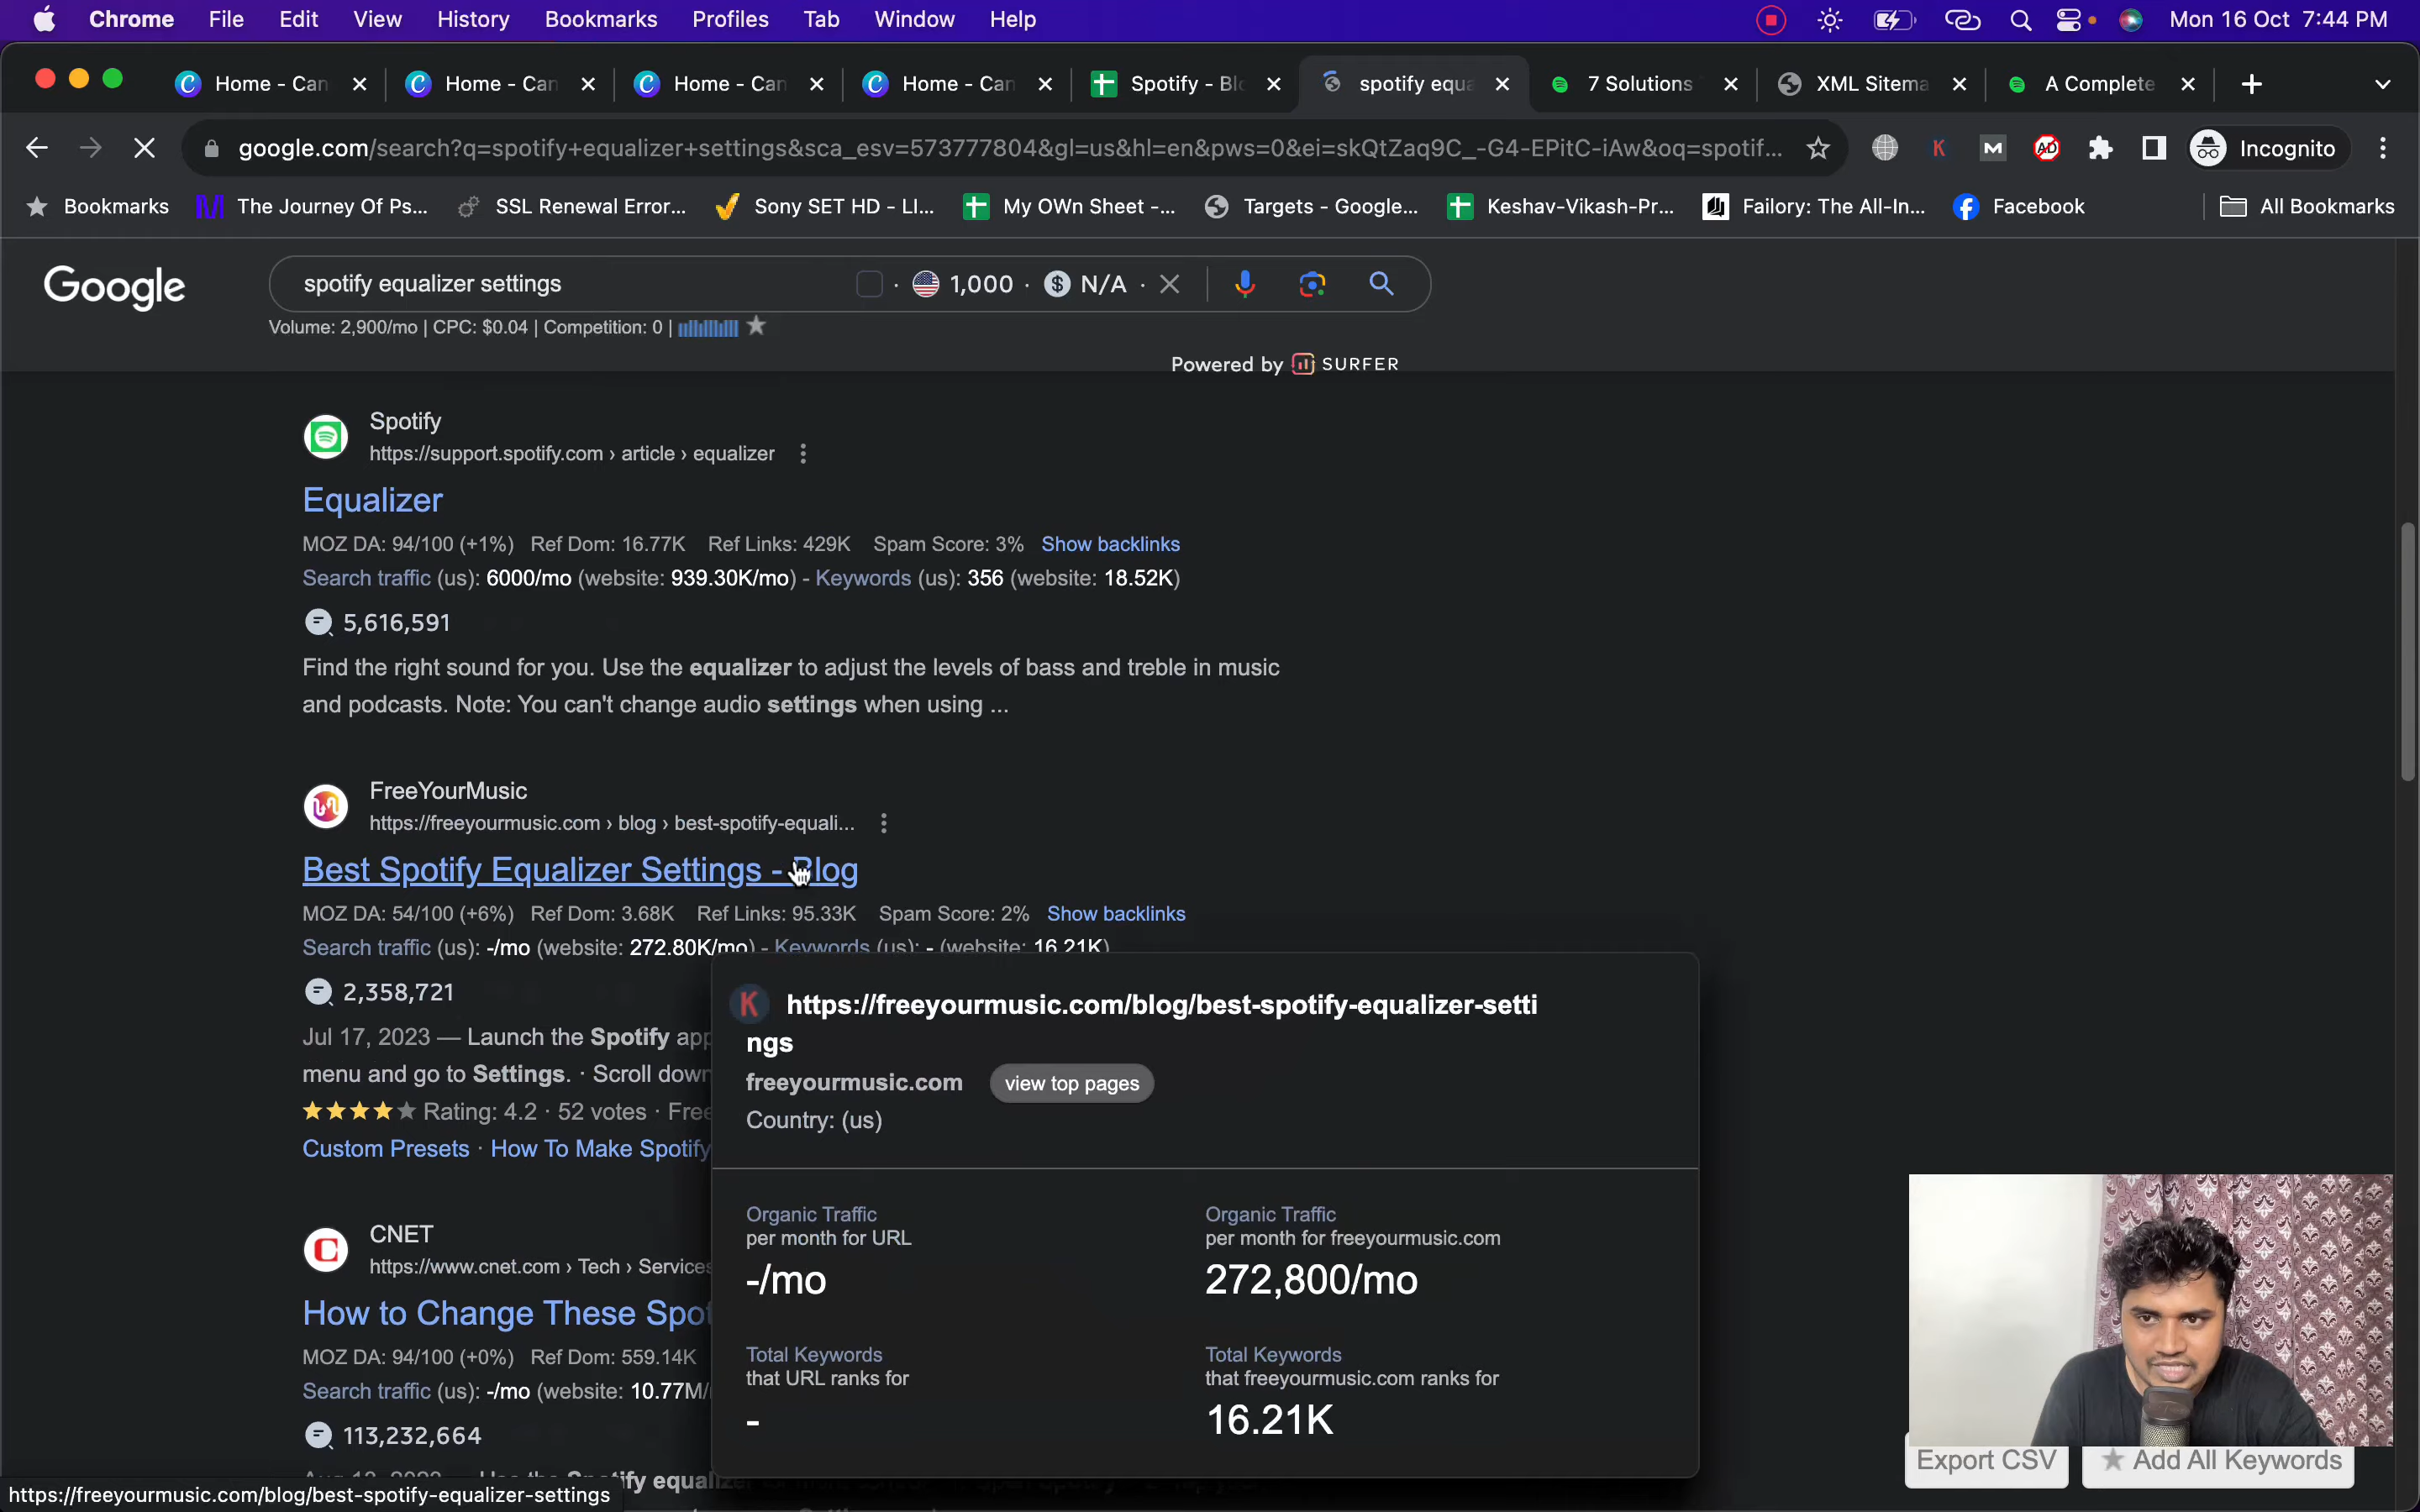 Chrome File Edit View History Bookmarks Profiles Tab Window Help Mon 16 Oct 7:44 PM
Home - Can Home - Can Home - Can Home - Can Spotify - Blo spotify equa 7 Solutions XML Sitema A Complete
google.com/search?q=spotify+equalizer+settings&sca_esv=573777804&gl=us&hl=en&pws=0&ei=skQtZaq9C_-G4-EPitC-iAw&oq=spotif... K M AD Incognito
Bookmarks The Journey Of Ps... SSL Renewal Error... Sony SET HD - LI... My OWn Sheet -... Targets - Google... Keshav-Vikash-Pr... Failory: The All-In... Facebook All Bookmarks
Google spotify equalizer settings · 1,000 · $ N/A ·
Volume: 2,900/mo | CPC: $0.04 | Competition: 0 |
Powered by SURFER
Spotify
https://support.spotify.com › article › equalizer
Equalizer
MOZ DA: 94/100 (+1%) Ref Dom: 16.77K Ref Links: 429K Spam Score: 3% Show backlinks
Search traffic (us): 6000/mo (website: 939.30K/mo) - Keywords (us): 356 (website: 18.52K)
5,616,591
Find the right sound for you. Use the equalizer to adjust the levels of bass and treble in music
and podcasts. Note: You can't change audio settings when using ...
FreeYourMusic
https://freeyourmusic.com › blog › best-spotify-equali...
Best Spotify Equalizer Settings - Blog
MOZ DA: 54/100 (+6%) Ref Dom: 3.68K Ref Links: 95.33K Spam Score: 2% Show backlinks
Search traffic (us): -/mo (website: 272.80K/mo) - Keywords (us): - (website: 16.21K)
2,358,721
Jul 17, 2023 — Launch the Spotify app
menu and go to Settings. · Scroll down
Rating: 4.2 · 52 votes · Free
Custom Presets · How To Make Spotify
K https://freeyourmusic.com/blog/best-spotify-equalizer-setti
ngs
freeyourmusic.com view top pages
Country: (us)
Organic Traffic
per month for URL
-/mo
Organic Traffic
per month for freeyourmusic.com
272,800/mo
Total Keywords
that URL ranks for
-
Total Keywords
that freeyourmusic.com ranks for
16.21K
CNET
https://www.cnet.com › Tech › Services
How to Change These Spot
MOZ DA: 94/100 (+0%) Ref Dom: 559.14K
Search traffic (us): -/mo (website: 10.77M/
113,232,664
ify equaliz
Export CSV Add All Keywords
https://freeyourmusic.com/blog/best-spotify-equalizer-settings